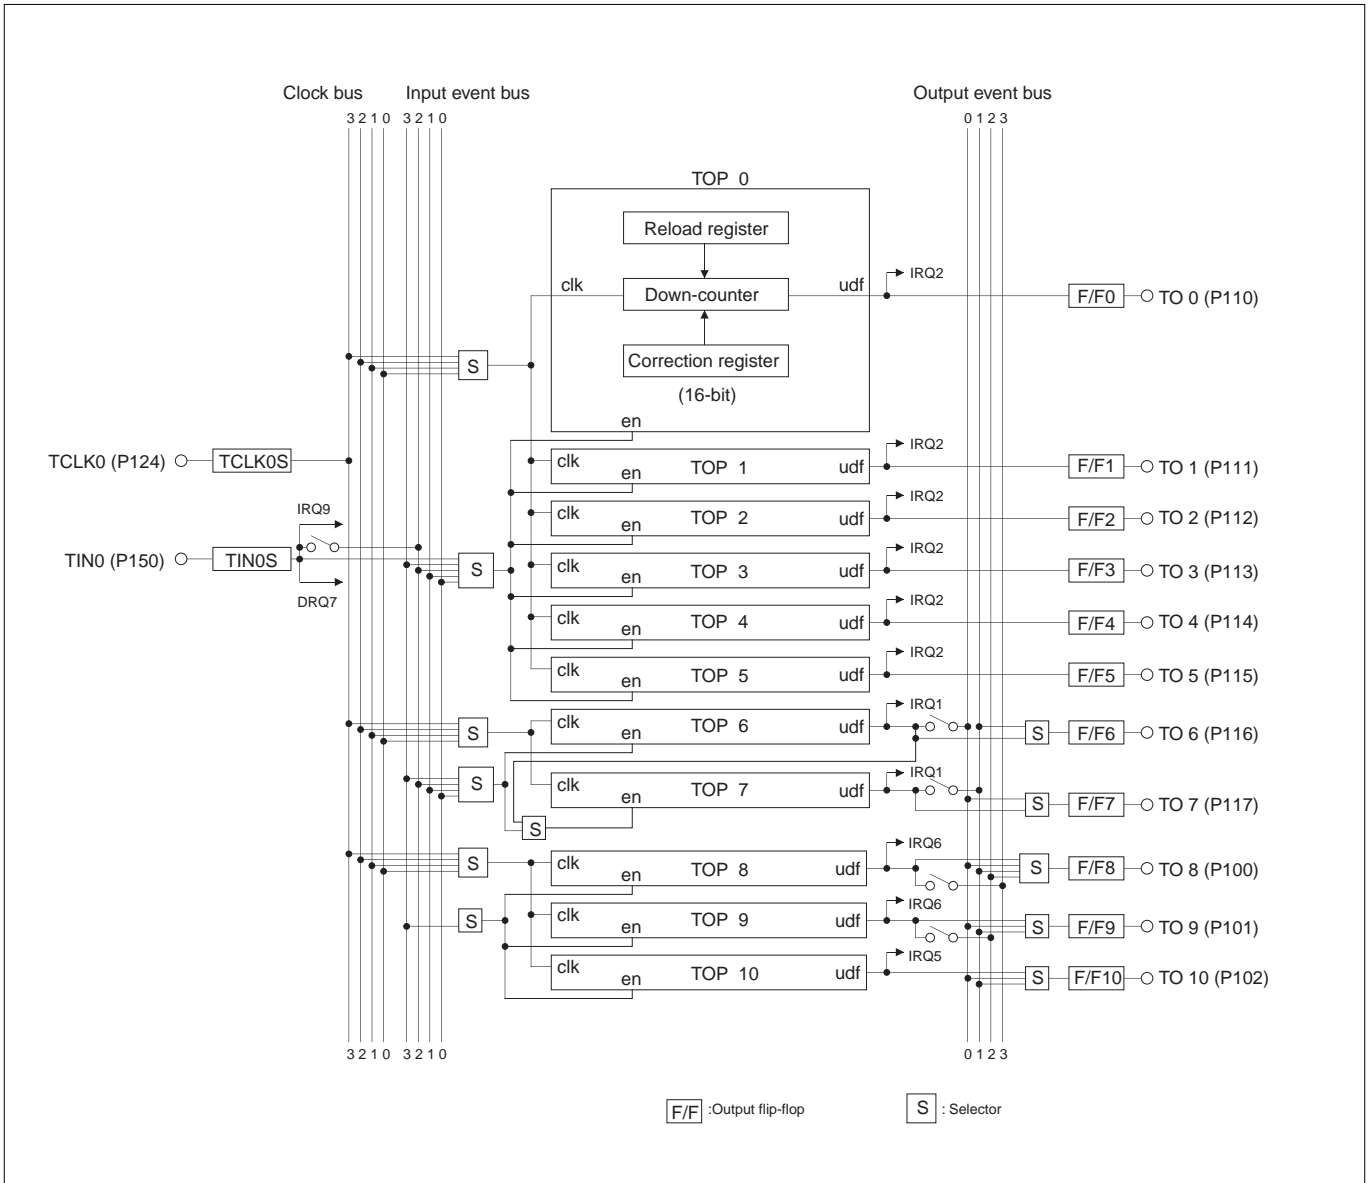 Clock bus Input event bus Output event bus
3 2 1 0 3 2 1 0 0 1 2 3
TOP 0
Reload register
IRQ2
clk Down-counter udf F/F0 TO 0 (P110)
S Correction register
(16-bit)
en
IRQ2
TCLK0 (P124) TCLK0S clk en TOP 1 udf F/F1 TO 1 (P111)
IRQ2
IRQ9 clk en TOP 2 udf F/F2 TO 2 (P112)
IRQ2
TIN0 (P150) TIN0S S clk en TOP 3 udf F/F3 TO 3 (P113)
DRQ7 IRQ2
clk en TOP 4 udf F/F4 TO 4 (P114)
IRQ2
clk en TOP 5 udf F/F5 TO 5 (P115)
IRQ1
S clk en TOP 6 udf S F/F6 TO 6 (P116)
IRQ1
S clk en TOP 7 udf S F/F7 TO 7 (P117)
S
IRQ6
S clk en TOP 8 udf S F/F8 TO 8 (P100)
IRQ6
S clk en TOP 9 udf S F/F9 TO 9 (P101)
IRQ5
clk en TOP 10 udf S F/F10 TO 10 (P102)
3 2 1 0 3 2 1 0 0 1 2 3
F/F :Output flip-flop S : Selector